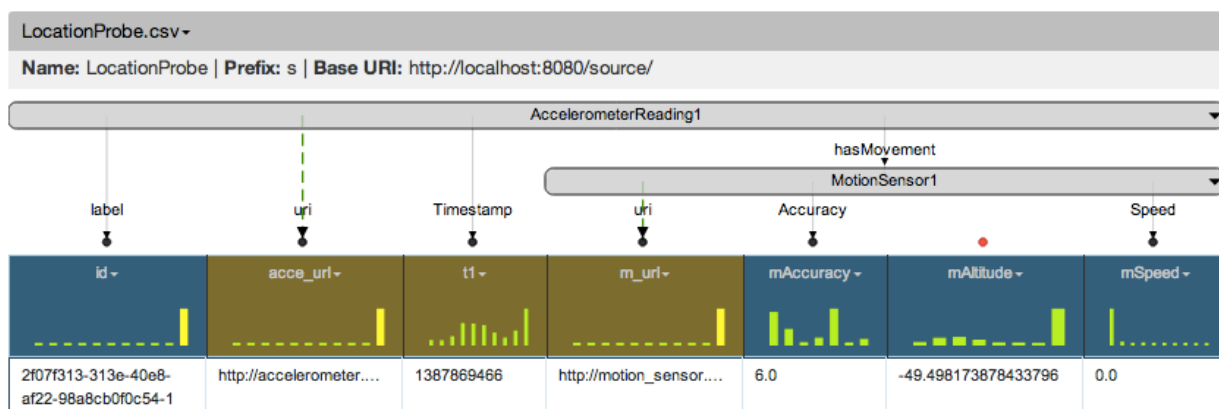 LocationProbe.csv
Name: LocationProbe | Prefix: s | Base URI: http://localhost:8080/source/
AccelerometerReading1
hasMovement
MotionSensor1
label uri Timestamp uri Accuracy Speed
id acce_url t1 m_url mAccuracy mAltitude mSpeed
2f07f313-313e-40e8- http://accelerometer.... 1387869466 http://motion_sensor.... 6.0 -49.498173878433796 0.0
af22-98a8cb0f0c54-1